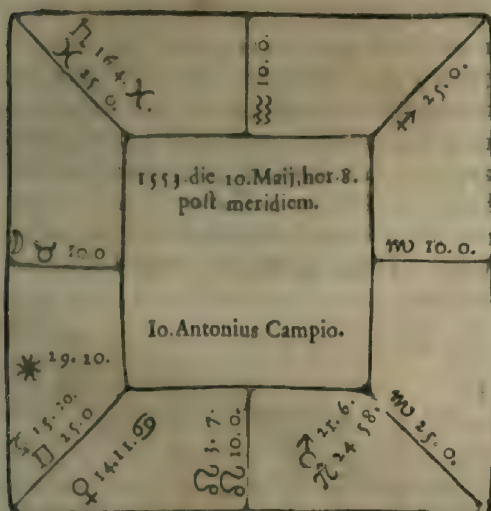 16 4. ♓.
♓ 25 0.
♒ 10. 0.
♐ 25. 0.
1553 die 10. Maij, hor. 8.
poſt meridiem.
☽ ♉ 10 0
♏ 10. 0.
Io. Antonius Campio.
29. 20.
15. 10.
♊ 25. 0
♀ 14. 11. ♋
3. 7.
♌ 10. 0.
♂ 25. 6.
24 58.
25. 0.